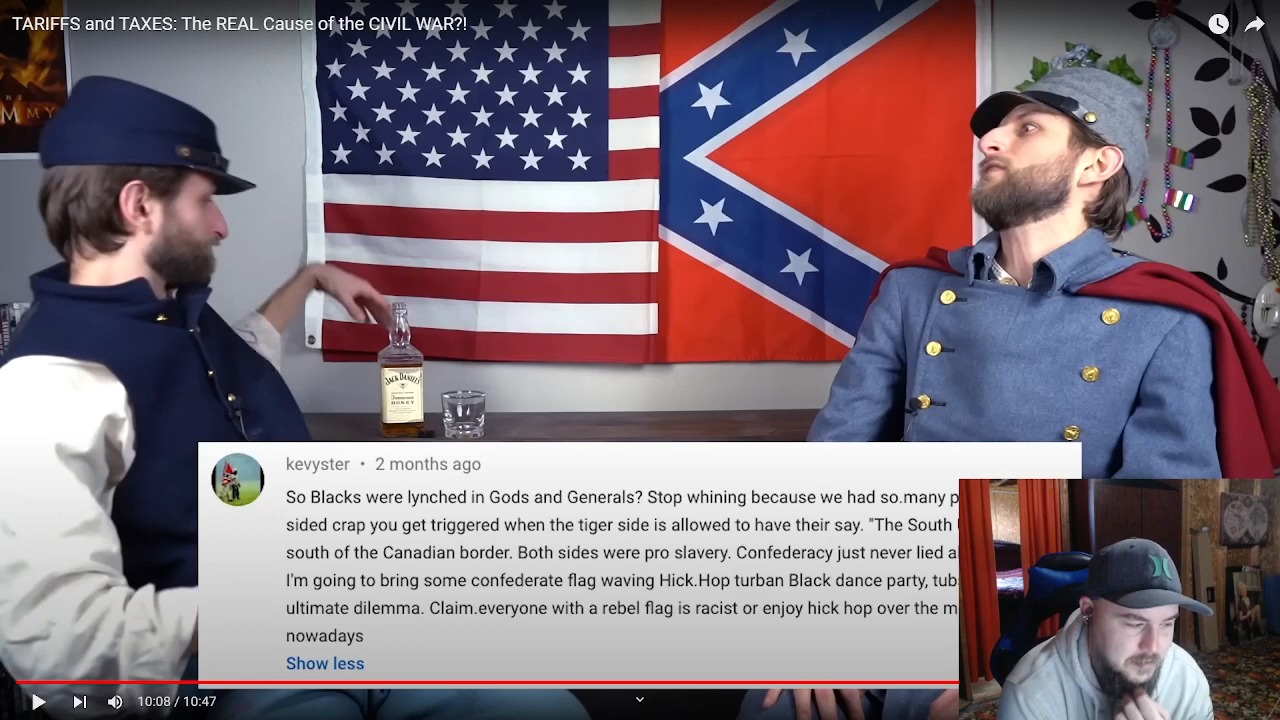 TARIFFS and TAXES: The REAL Cause of the CIVIL WAR?!
MMY
JACK DANIEL'S
Tennessee
HONEY
kevyster • 2 months ago
So Blacks were lynched in Gods and Generals? Stop whining because we had so.many
sided crap you get triggered when the tiger side is allowed to have their say. "The South
south of the Canadian border. Both sides were pro slavery. Confederacy just never lied
I'm going to bring some confederate flag waving Hick.Hop turban Black dance party,
ultimate dilemma. Claim.everyone with a rebel flag is racist or enjoy hick hop over the
nowadays
Show less
10:08 / 10:47